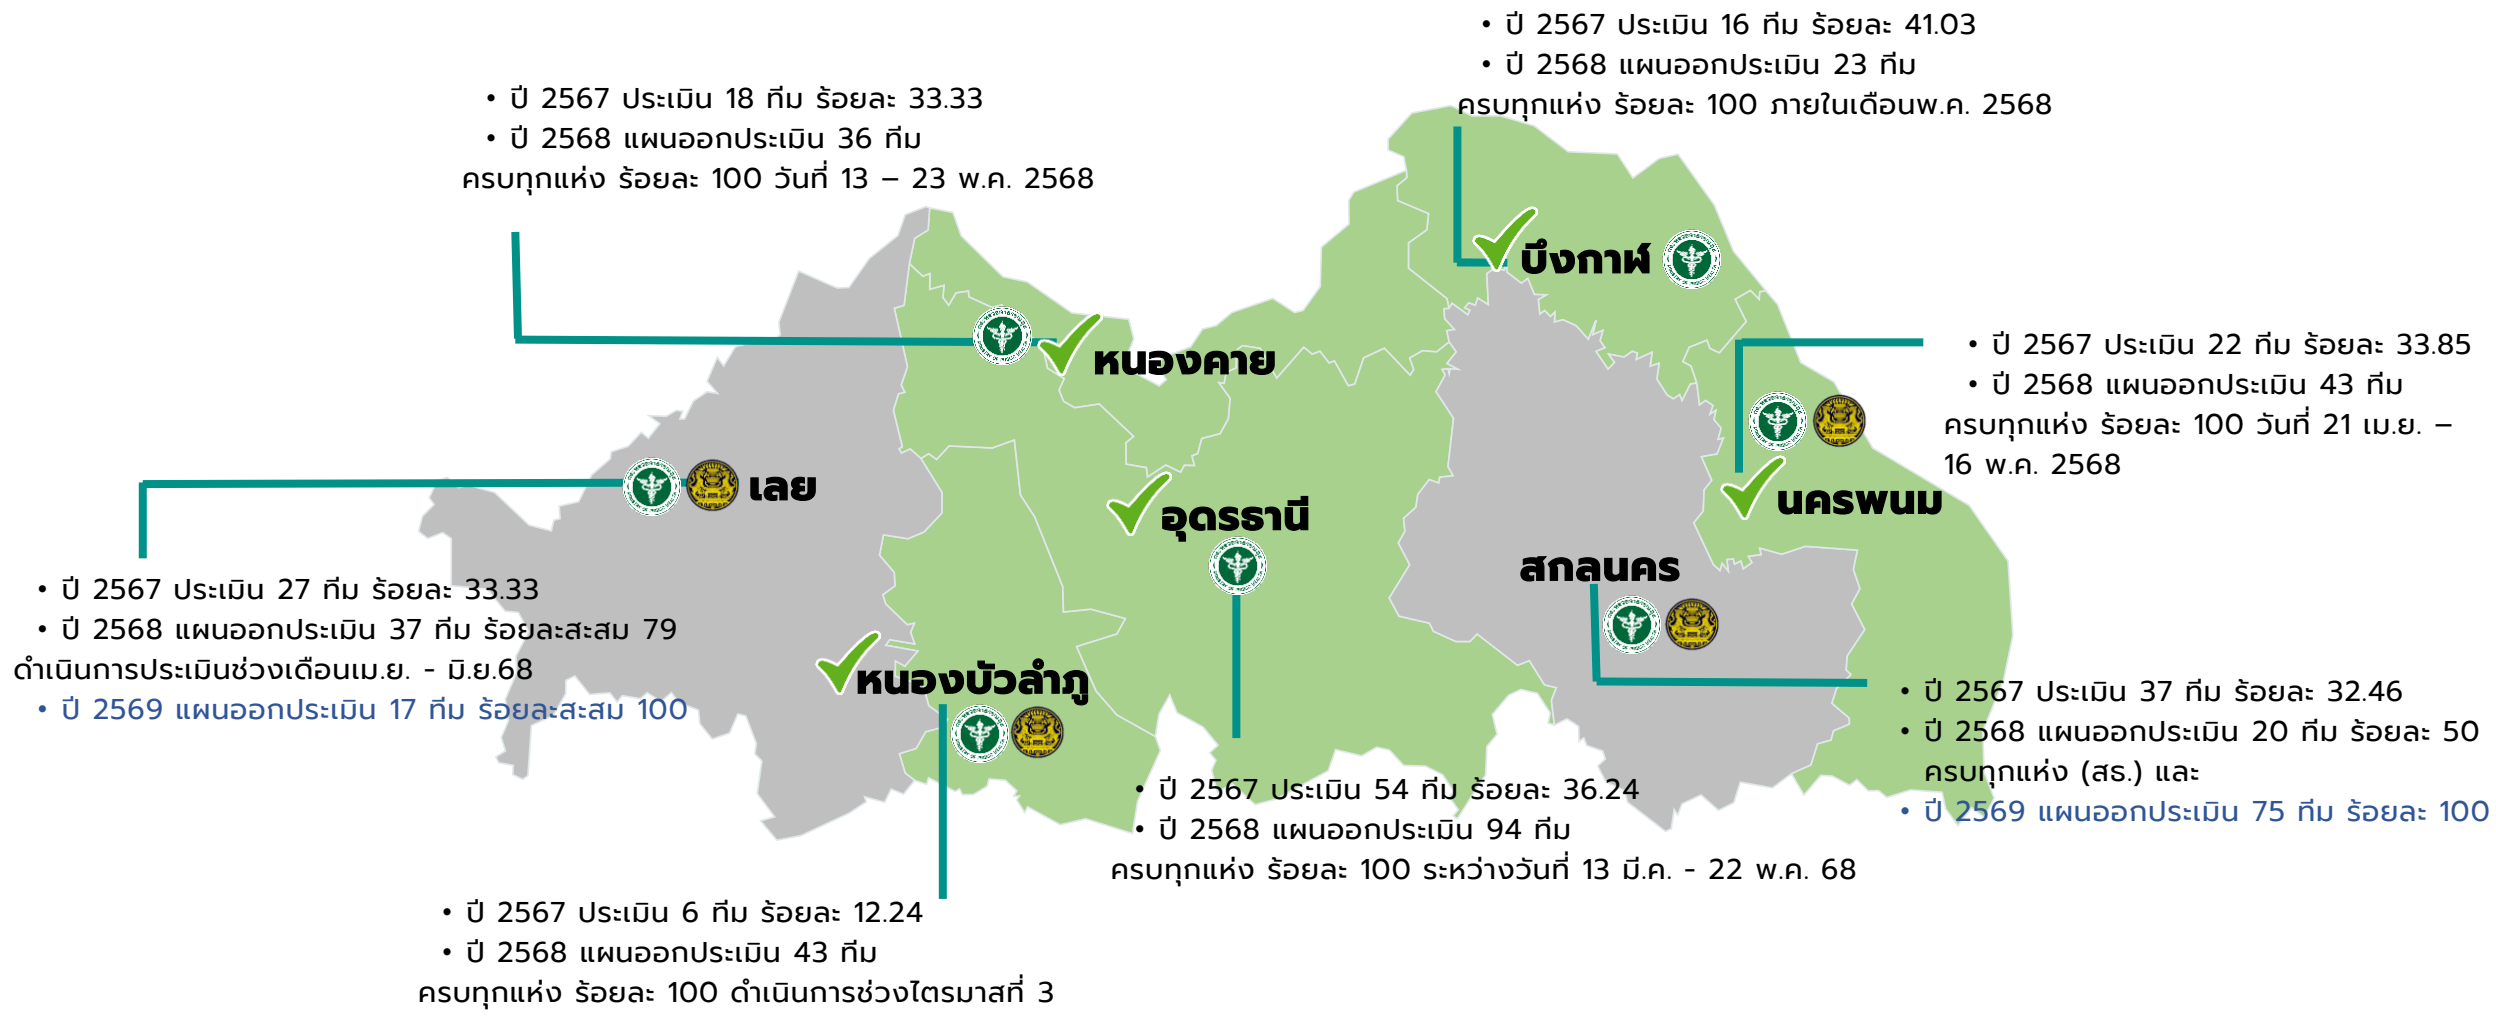 • ปี 2567 ประเมิน 16 ทีม ร้อยละ 41.03
• ปี 2568 แผนออกประเมิน 23 ทีม
ครบทุกแห่ง ร้อยละ 100 ภายในเดือนพ.ค. 2568
• ปี 2567 ประเมิน 18 ทีม ร้อยละ 33.33
• ปี 2568 แผนออกประเมิน 36 ทีม
ครบทุกแห่ง ร้อยละ 100 วันที่ 13 – 23 พ.ค. 2568
บึงกาฬ
หนองคาย
• ปี 2567 ประเมิน 22 ทีม ร้อยละ 33.85
• ปี 2568 แผนออกประเมิน 43 ทีม
ครบทุกแห่ง ร้อยละ 100 วันที่ 21 เม.ย. –
16 พ.ค. 2568
เลย
นครพนม
อุดรธานี
สกลนคร
• ปี 2567 ประเมิน 27 ทีม ร้อยละ 33.33
• ปี 2568 แผนออกประเมิน 37 ทีม ร้อยละสะสม 79
ดำเนินการประเมินช่วงเดือนเม.ย. - มิ.ย.68
• ปี 2569 แผนออกประเมิน 17 ทีม ร้อยละสะสม 100
หนองบัวลำภู
• ปี 2567 ประเมิน 37 ทีม ร้อยละ 32.46
• ปี 2568 แผนออกประเมิน 20 ทีม ร้อยละ 50
ครบทุกแห่ง (สธ.) และ
• ปี 2569 แผนออกประเมิน 75 ทีม ร้อยละ 100
• ปี 2567 ประเมิน 54 ทีม ร้อยละ 36.24
• ปี 2568 แผนออกประเมิน 94 ทีม
ครบทุกแห่ง ร้อยละ 100 ระหว่างวันที่ 13 มี.ค. - 22 พ.ค. 68
• ปี 2567 ประเมิน 6 ทีม ร้อยละ 12.24
• ปี 2568 แผนออกประเมิน 43 ทีม
ครบทุกแห่ง ร้อยละ 100 ดำเนินการช่วงไตรมาสที่ 3